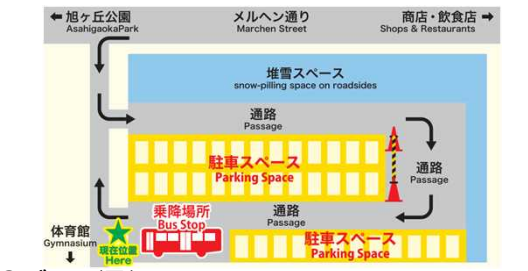 ← 旭ヶ丘公園
AsahigaokaPark
メルヘン通り
Marchen Street
商店・飲食店 →
Shops & Restaurants
堆雪スペース
snow-pilling space on roadsides
通路
Passage
駐車スペース
Parking Space
通路
Passage
乗降場所
Bus Stop
通路
Passage
体育館
Gymnasium
現在位置
Here
駐車スペース
Parking Space